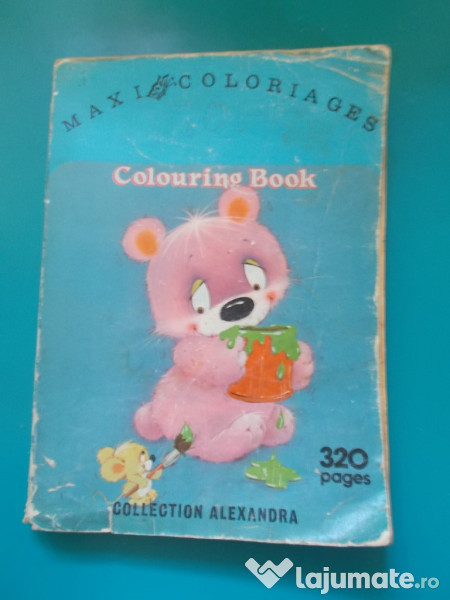 MAXI COLORIAGES
Colouring Book
320
pages
COLLECTION ALEXANDRA
lajumate.ro